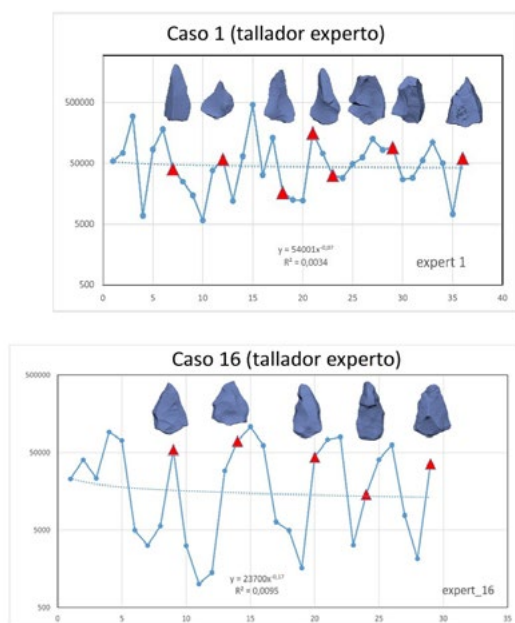 Caso 1 (tallador experto)
500000
50000
5000
500
y = 54001x^-0,07
R² = 0,0034
expert 1
0 5 10 15 20 25 30 35 40
Caso 16 (tallador experto)
500000
50000
5000
500
y = 23700x^-0,17
R² = 0,0095
expert_16
0 5 10 15 20 25 30 35